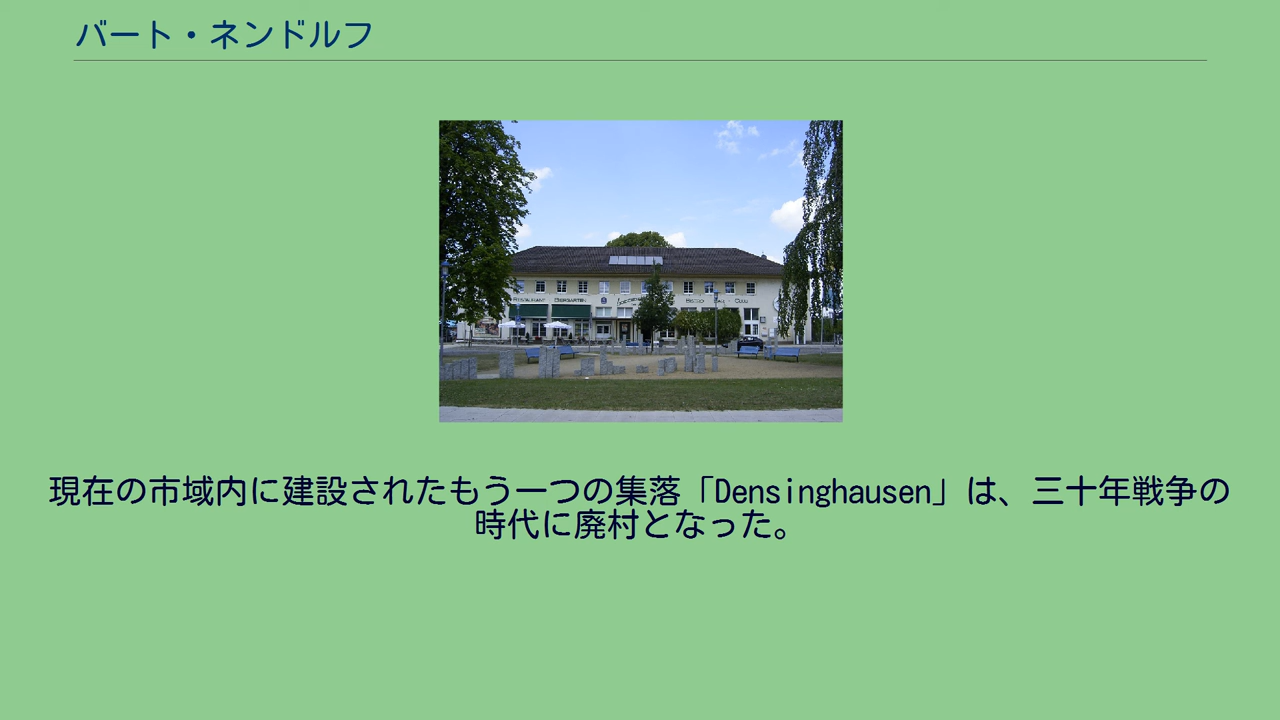 バート・ネンドルフ
RESTAURANT BIERGARTEN
現在の市域内に建設されたもう一つの集落「Densinghausen」は、三十年戦争の
時代に廃村となった。